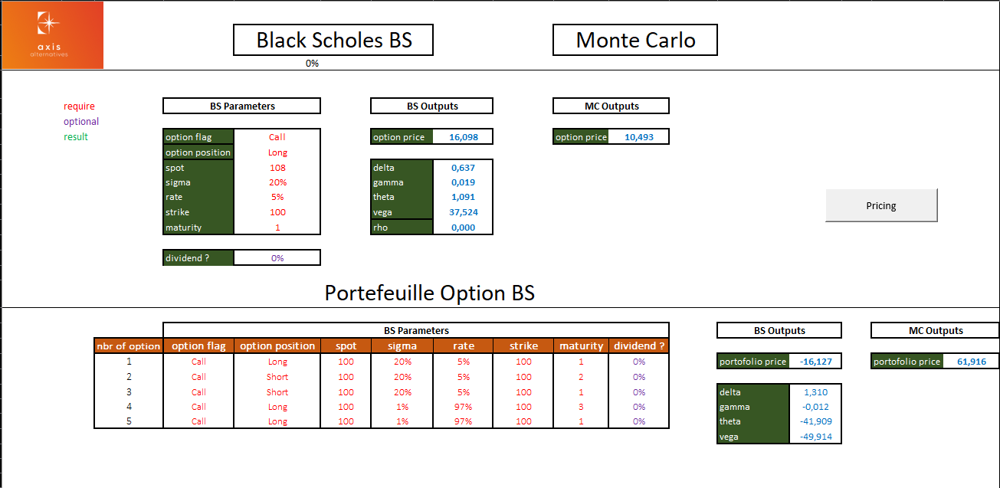 axis
alternatives
Black Scholes BS
Monte Carlo
0%
require
optional
result
BS Parameters
option flag Call
option position Long
spot 108
sigma 20%
rate 5%
strike 100
maturity 1
dividend ? 0%
BS Outputs
option price 16,098
delta 0,637
gamma 0,019
theta 1,091
vega 37,524
rho 0,000
MC Outputs
option price 10,493
Pricing
Portefeuille Option BS
BS Parameters
nbr of option option flag option position spot sigma rate strike maturity dividend ?
1 Call Long 100 20% 5% 100 1 0%
2 Call Short 100 20% 5% 100 2 0%
3 Call Short 100 20% 5% 100 1 0%
4 Call Long 100 1% 97% 100 3 0%
5 Call Long 100 1% 97% 100 1 0%
BS Outputs
portofolio price -16,127
delta 1,310
gamma -0,012
theta -41,909
vega -49,914
MC Outputs
portofolio price 61,916